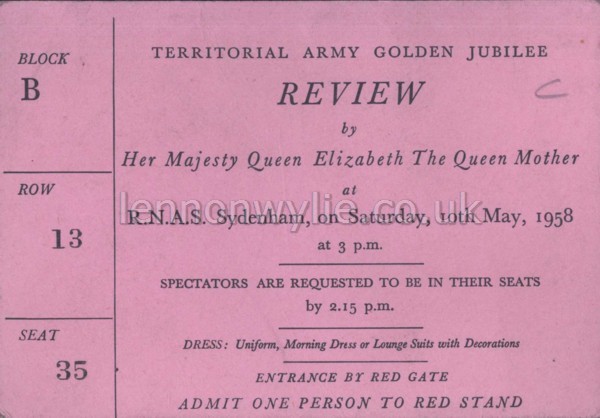 BLOCK
B
ROW
13
SEAT
35
TERRITORIAL ARMY GOLDEN JUBILEE
REVIEW
by
Her Majesty Queen Elizabeth The Queen Mother
at
R.N.A.S. Sydenham, on Saturday, 10th May, 1958
at 3 p.m.
SPECTATORS ARE REQUESTED TO BE IN THEIR SEATS
by 2.15 p.m.
DRESS: Uniform, Morning Dress or Lounge Suits with Decorations
ENTRANCE BY RED GATE
ADMIT ONE PERSON TO RED STAND
C
lennonwylie.co.uk